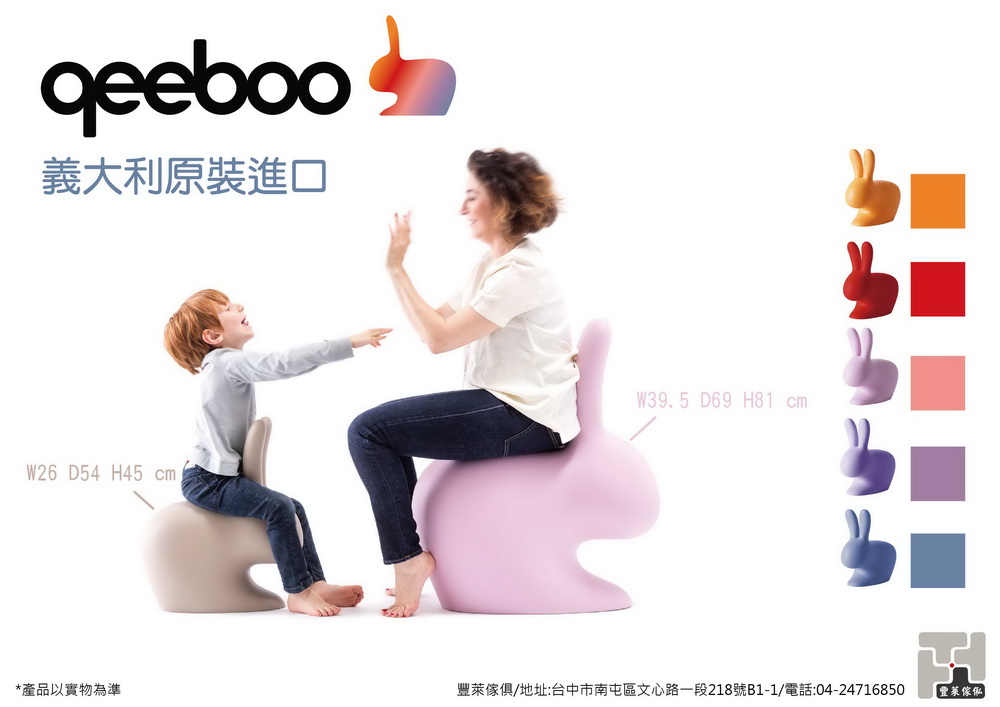 qeeboo
義大利原裝進口
W39.5 D69 H81 cm
W26 D54 H45 cm
*產品以實物為準
豐萊傢俱/地址:台中市南屯區文心路一段218號B1-1/電話:04-24716850
豐萊傢俬